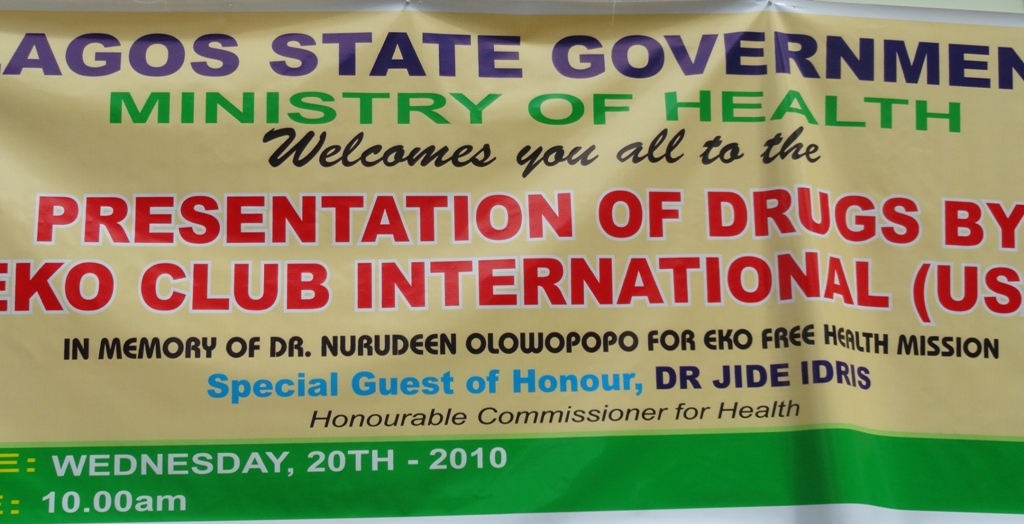 LAGOS STATE GOVERNMEN
MINISTRY OF HEALTH
Welcomes you all to the
PRESENTATION OF DRUGS BY
EKO CLUB INTERNATIONAL (US
IN MEMORY OF DR. NURUDEEN OLOWOPOPO FOR EKO FREE HEALTH MISSION
Special Guest of Honour, DR JIDE IDRIS
Honourable Commissioner for Health
E: WEDNESDAY, 20TH - 2010
E: 10.00am